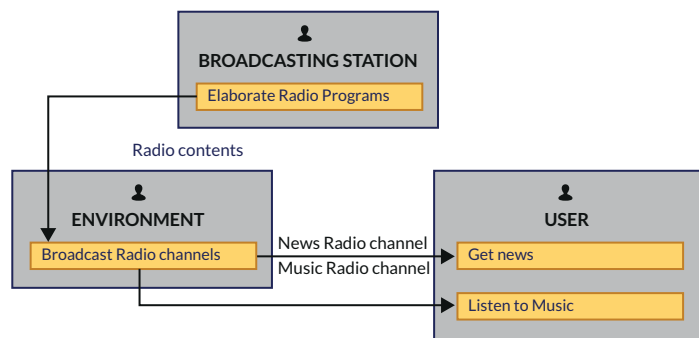 BROADCASTING STATION
Elaborate Radio Programs
Radio contents
ENVIRONMENT
Broadcast Radio channels
News Radio channel
Music Radio channel
USER
Get news
Listen to Music